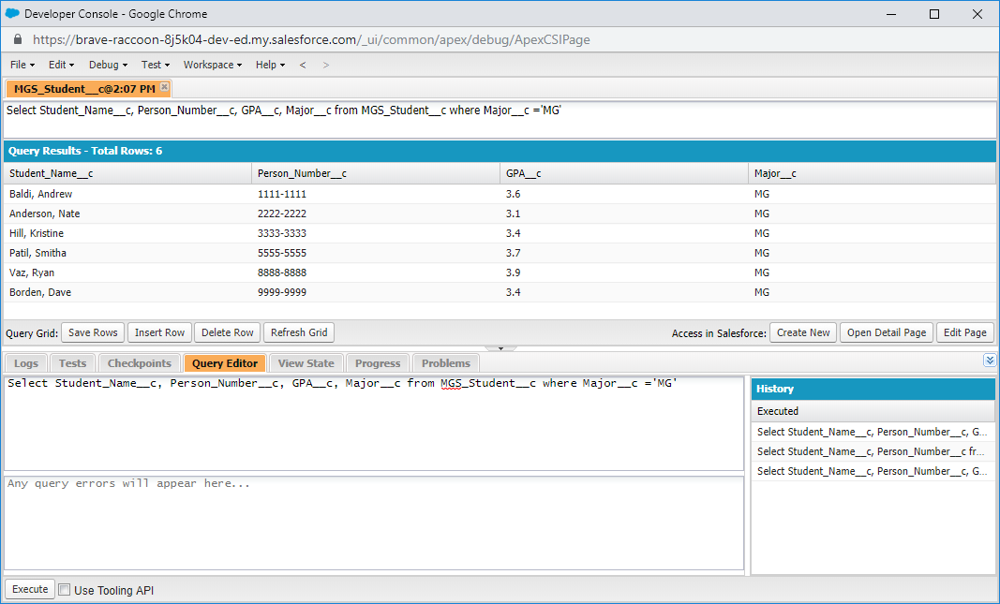 Developer Console - Google Chrome
https://brave-raccoon-8j5k04-dev-ed.my.salesforce.com/_ui/common/apex/debug/ApexCSIPage
File Edit Debug Test Workspace Help < >
MGS_Student__c@2:07 PM
Select Student_Name__c, Person_Number__c, GPA__c, Major__c from MGS_Student__c where Major__c ='MG'
Query Results - Total Rows: 6
Student_Name__c Person_Number__c GPA__c Major__c
Baldi, Andrew 1111-1111 3.6 MG
Anderson, Nate 2222-2222 3.1 MG
Hill, Kristine 3333-3333 3.4 MG
Patil, Smitha 5555-5555 3.7 MG
Vaz, Ryan 8888-8888 3.9 MG
Borden, Dave 9999-9999 3.4 MG
Query Grid: Save Rows Insert Row Delete Row Refresh Grid Access in Salesforce: Create New Open Detail Page Edit Page
Logs Tests Checkpoints Query Editor View State Progress Problems
Select Student_Name__c, Person_Number__c, GPA__c, Major__c from MGS_Student__c where Major__c ='MG'
Any query errors will appear here...
History
Executed
Select Student_Name__c, Person_Number__c, G...
Select Student_Name__c, Person_Number__c fr...
Select Student_Name__c, Person_Number__c, G...
Execute Use Tooling API